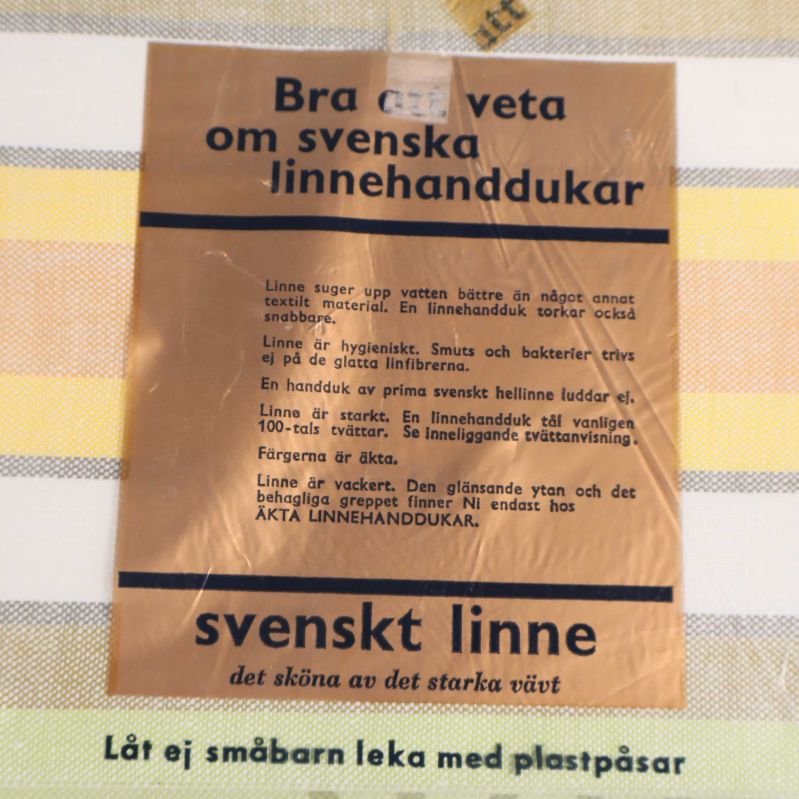 att
Bra att veta
om svenska
linnehanddukar
Linne suger upp vatten bättre än något annat
textilt material. En linnehandduk torkar också
snabbare.
Linne är hygieniskt. Smuts och bakterier trivs
ej på de glatta linfibrerna.
En handduk av prima svenskt hellinne luddar ej.
Linne är starkt. En linnehandduk tål vanligen
100-tals tvättar. Se inneliggande tvättanvisning.
Färgerna är äkta.
Linne är vackert. Den glänsande ytan och det
behagliga greppet finner Ni endast hos
ÄKTA LINNEHANDDUKAR.
svenskt linne
det sköna av det starka vävt
Låt ej småbarn leka med plastpåsar